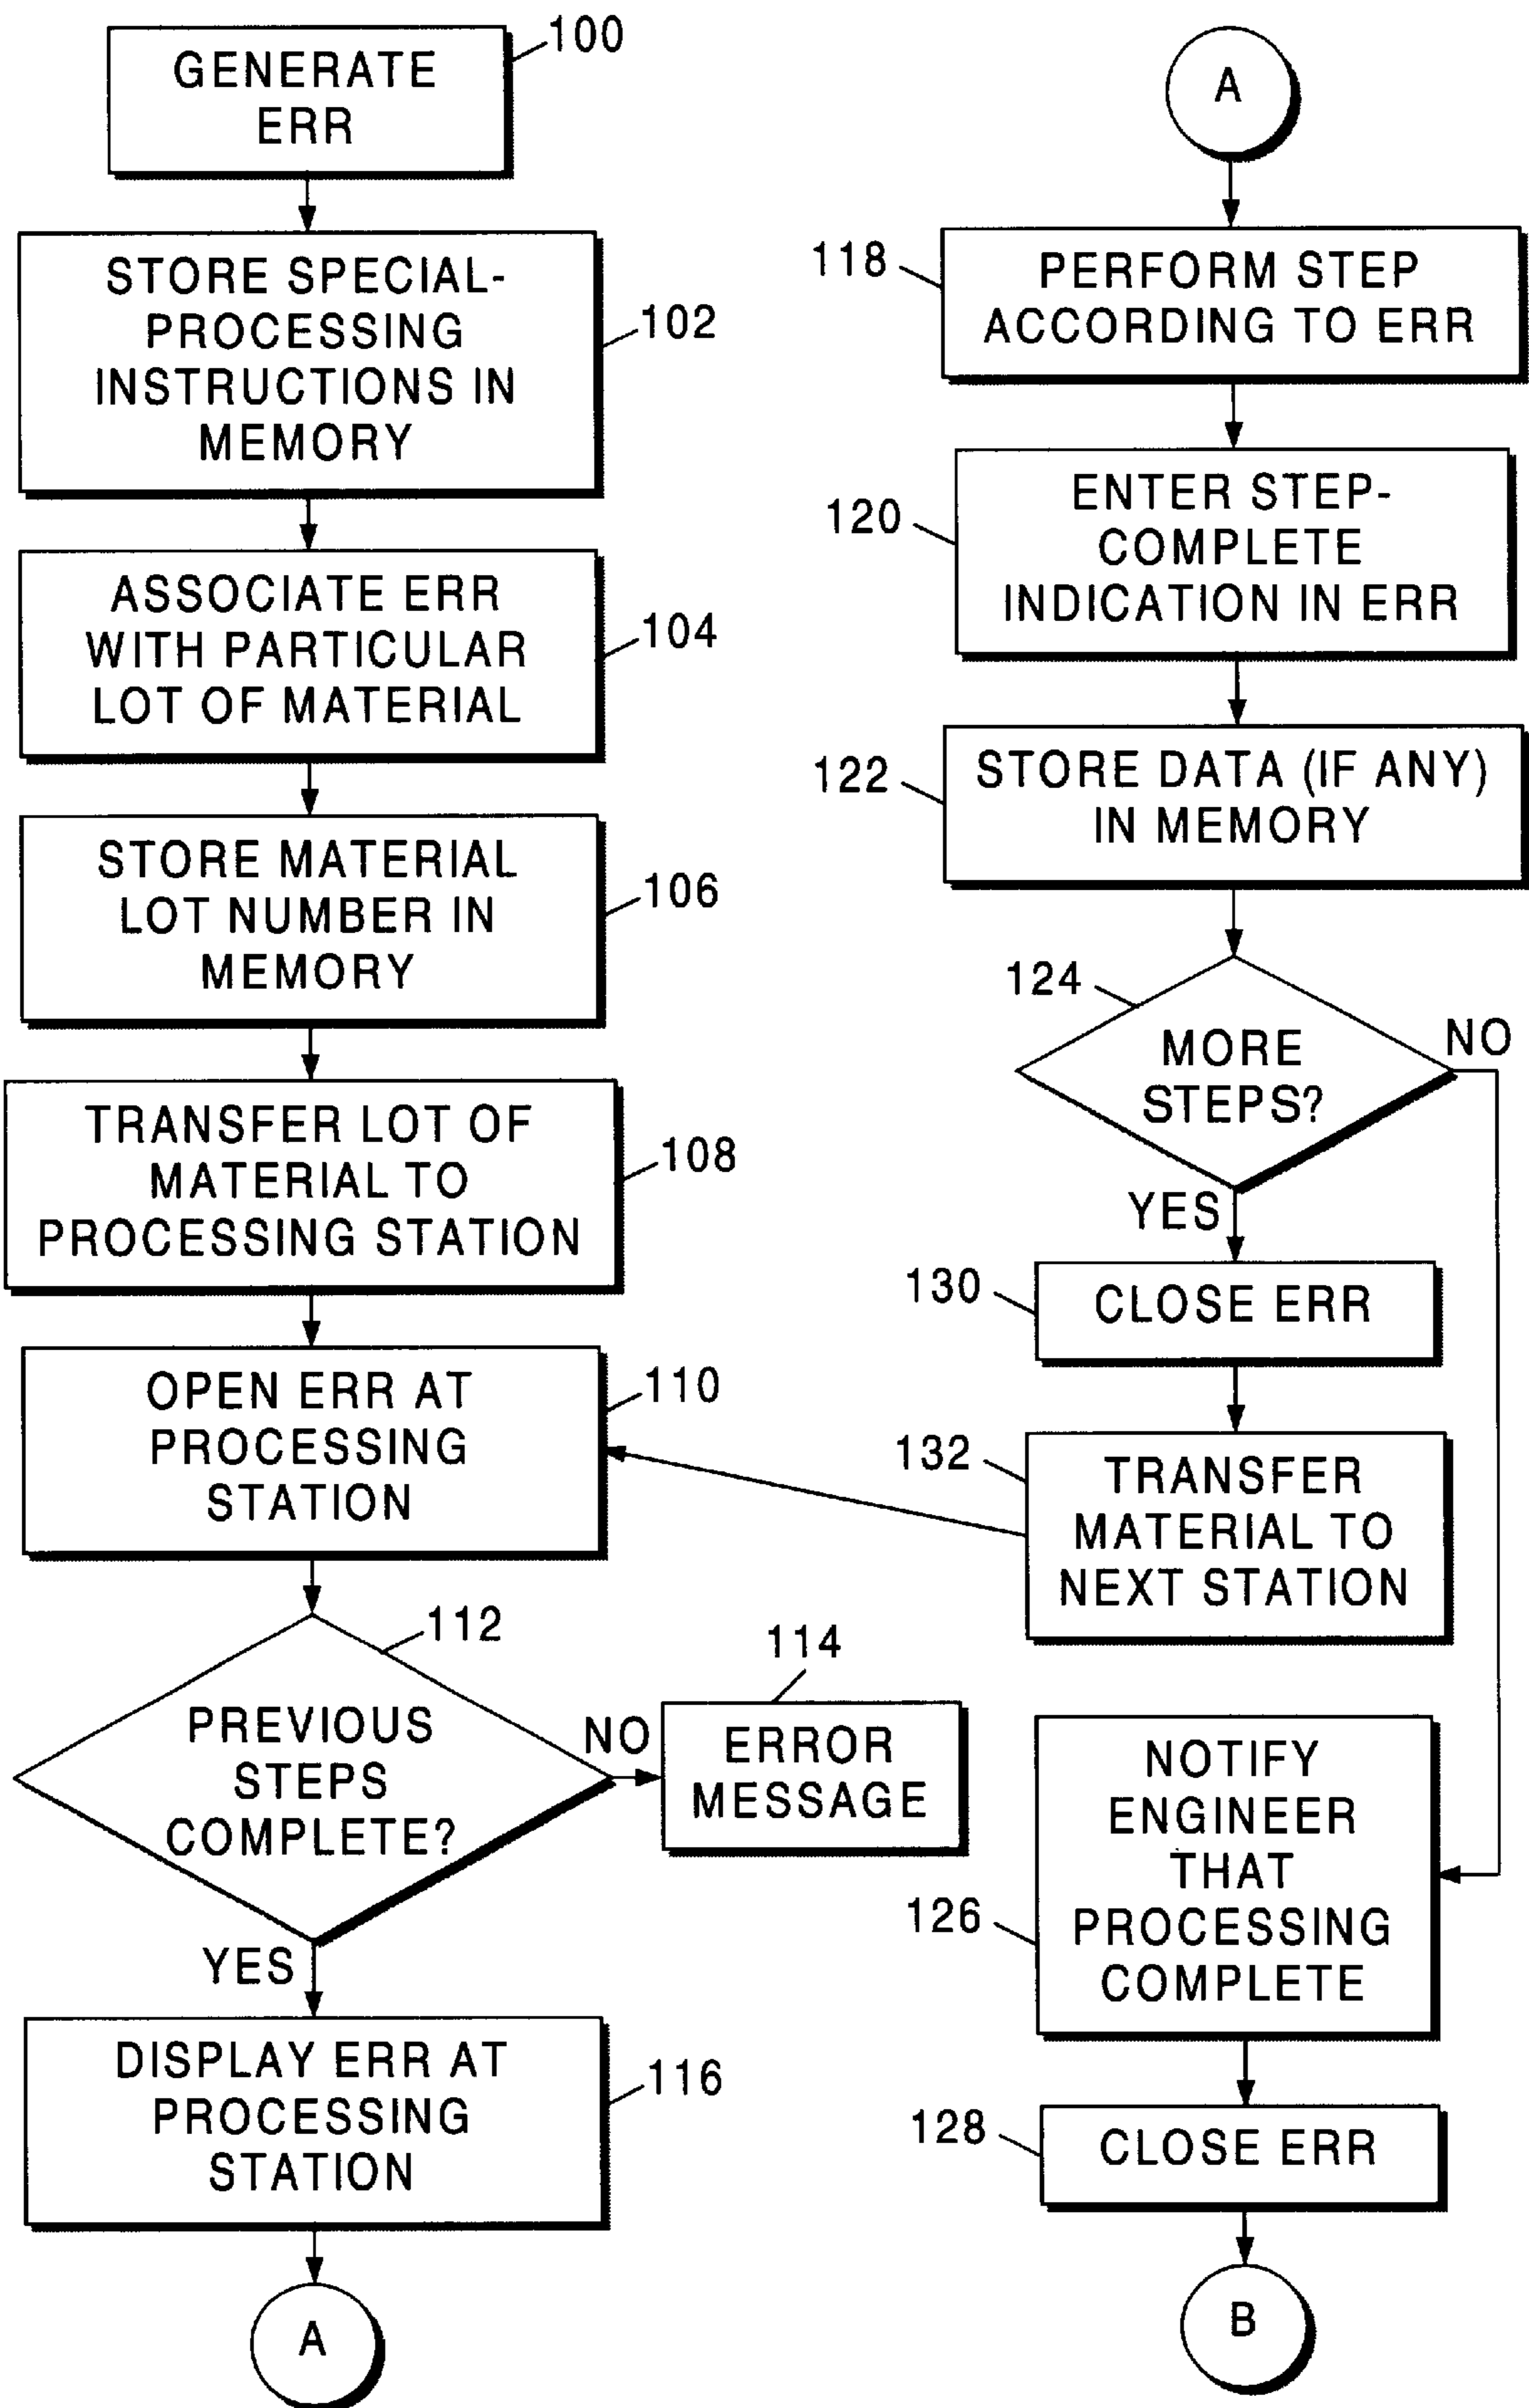 100
GENERATE
ERR
STORE SPECIAL-
PROCESSING
INSTRUCTIONS IN
MEMORY
102
ASSOCIATE ERR
WITH PARTICULAR
LOT OF MATERIAL
104
STORE MATERIAL
LOT NUMBER IN
MEMORY
106
TRANSFER LOT OF
MATERIAL TO
PROCESSING STATION
108
OPEN ERR AT
PROCESSING
STATION
110
112
PREVIOUS
STEPS
COMPLETE?
NO
114
ERROR
MESSAGE
YES
DISPLAY ERR AT
PROCESSING
STATION
116
A
A
118
PERFORM STEP
ACCORDING TO ERR
120
ENTER STEP-
COMPLETE
INDICATION IN ERR
122
STORE DATA (IF ANY)
IN MEMORY
124
MORE
STEPS?
NO
YES
130
CLOSE ERR
132
TRANSFER
MATERIAL TO
NEXT STATION
NOTIFY
ENGINEER
THAT
PROCESSING
COMPLETE
126
128
CLOSE ERR
B